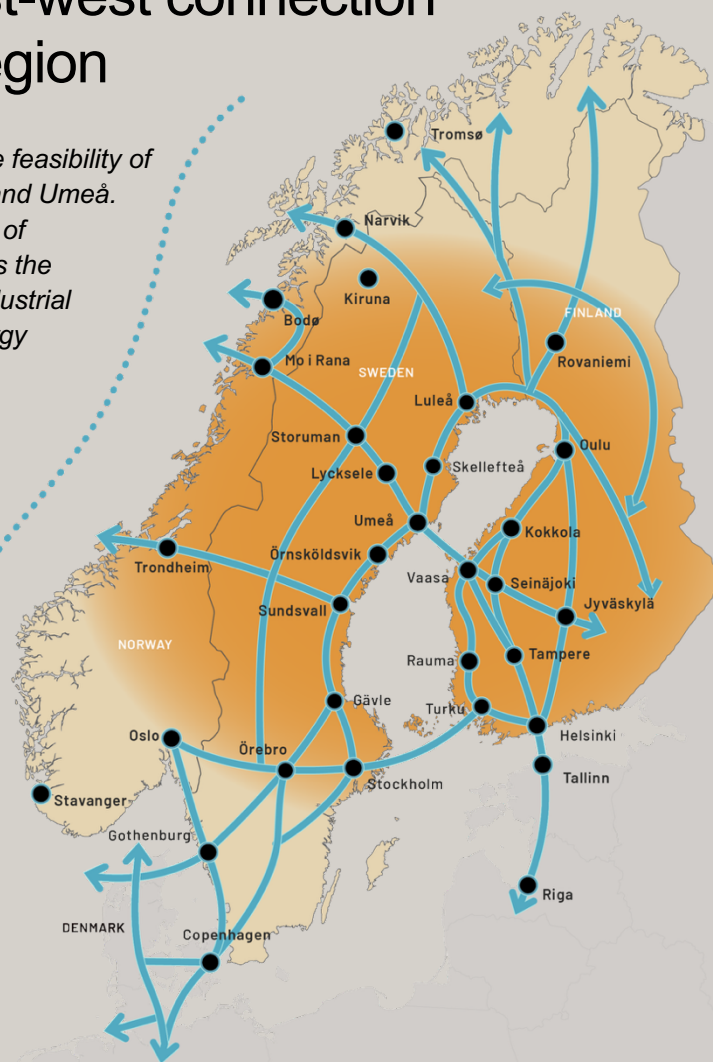 st-west connection
egion
e feasibility of
and Umeå.
of
s the
dustrial
rgy
Tromsø
Narvik
Kiruna
Bodø
FINLAND
Mo i Rana
Rovaniemi
SWEDEN
Luleå
Storuman
Oulu
Lycksele
Skellefteå
Umeå
Kokkola
Örnsköldsvik
Trondheim
Vaasa
Seinäjoki
Sundsvall
Jyväskylä
NORWAY
Tampere
Rauma
Gävle
Turku
Oslo
Helsinki
Örebro
Stockholm
Tallinn
Stavanger
Gothenburg
Riga
DENMARK
Copenhagen